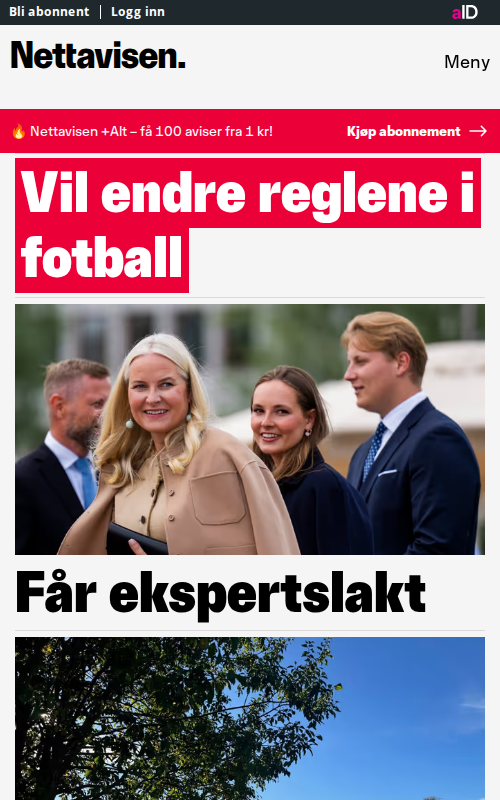 Bli abonnent | Logg inn
aID
Nettavisen.
Meny
🔥 Nettavisen +Alt – få 100 aviser fra 1 kr!
Kjøp abonnement →
Vil endre reglene i
fotball
Får ekspertslakt